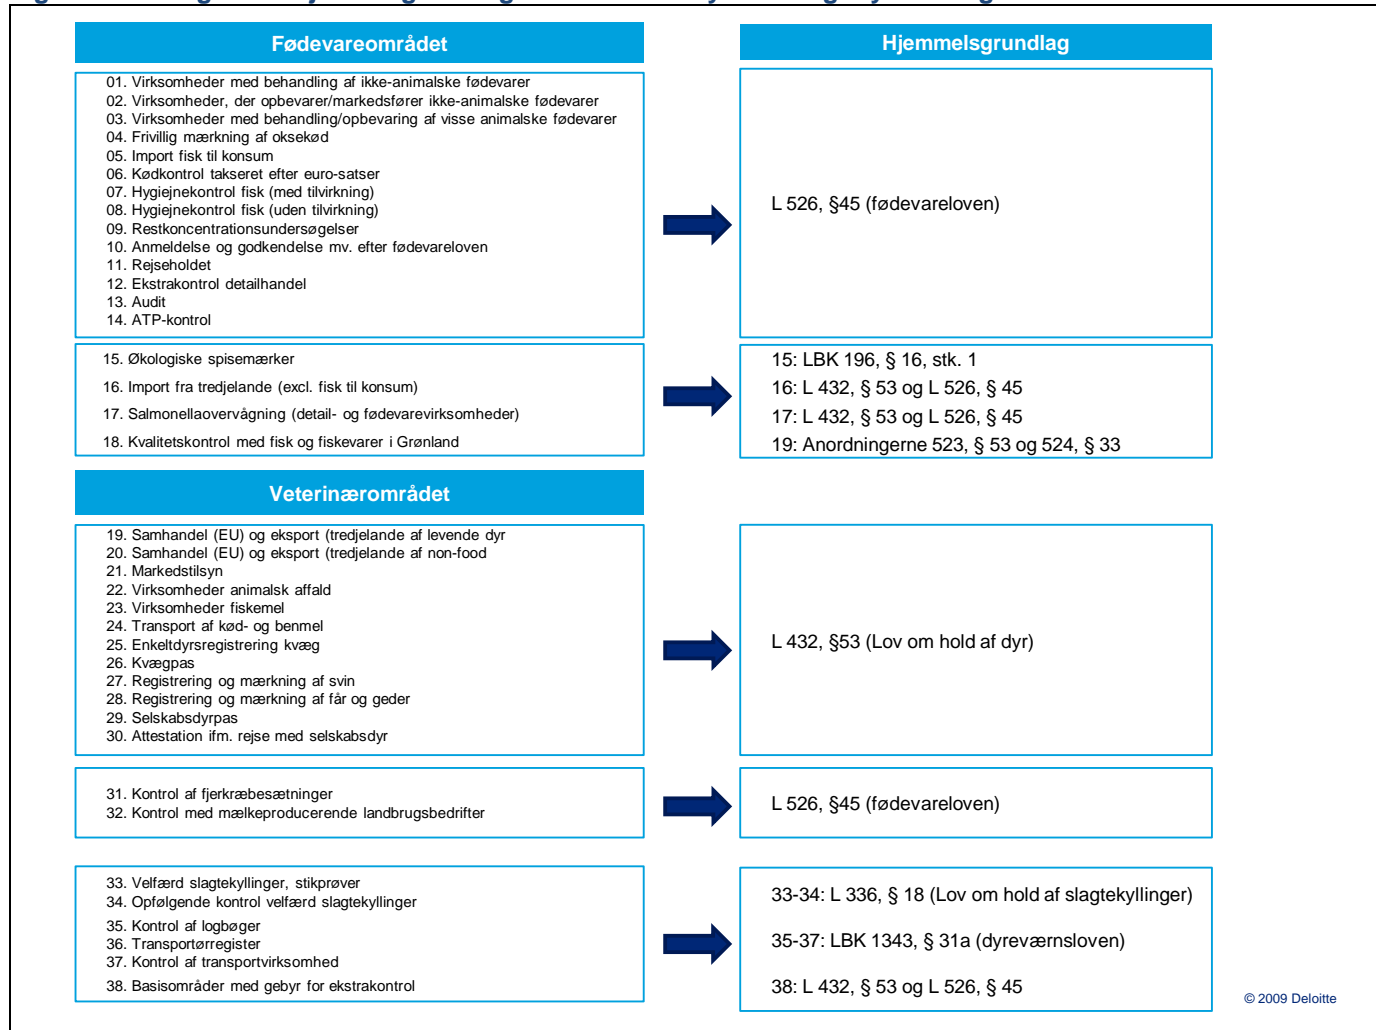 Fødevareområdet
Hjemmelsgrundlag
01. Virksomheder med behandling af ikke-animalske fødevarer
02. Virksomheder, der opbevarer/markedsfører ikke-animalske fødevarer
03. Virksomheder med behandling/opbevaring af visse animalske fødevarer
04. Frivillig mærkning af oksekød
05. Import fisk til konsum
06. Kødkontrol takseret efter euro-satser
07. Hygiejnekontrol fisk (med tilvirkning)
08. Hygiejnekontrol fisk (uden tilvirkning)
09. Restkoncentrationsundersøgelser
10. Anmeldelse og godkendelse mv. efter fødevareloven
11. Rejseholdet
12. Ekstrakontrol detailhandel
13. Audit
14. ATP-kontrol
L 526, §45 (fødevareloven)
15. Økologiske spisemærker
16. Import fra tredjelande (excl. fisk til konsum)
17. Salmonellaovervågning (detail- og fødevarevirksomheder)
18. Kvalitetskontrol med fisk og fiskevarer i Grønland
15: LBK 196, § 16, stk. 1
16: L 432, § 53 og L 526, § 45
17: L 432, § 53 og L 526, § 45
19: Anordningerne 523, § 53 og 524, § 33
Veterinærområdet
19. Samhandel (EU) og eksport (tredjelande af levende dyr
20. Samhandel (EU) og eksport (tredjelande af non-food
21. Markedstilsyn
22. Virksomheder animalsk affald
23. Virksomheder fiskemel
24. Transport af kød- og benmel
25. Enkeltdyrsregistrering kvæg
26. Kvægpas
27. Registrering og mærkning af svin
28. Registrering og mærkning af får og geder
29. Selskabsdyrpas
30. Attestation ifm. rejse med selskabsdyr
L 432, §53 (Lov om hold af dyr)
31. Kontrol af fjerkræbesætninger
32. Kontrol med mælkeproducerende landbrugsbedrifter
L 526, §45 (fødevareloven)
33. Velfærd slagtekyllinger, stikprøver
34. Opfølgende kontrol velfærd slagtekyllinger
35. Kontrol af logbøger
36. Transportørregister
37. Kontrol af transportvirksomhed
38. Basisområder med gebyr for ekstrakontrol
33-34: L 336, § 18 (Lov om hold af slagtekyllinger)
35-37: LBK 1343, § 31a (dyreværnsloven)
38: L 432, § 53 og L 526, § 45
© 2009 Deloitte